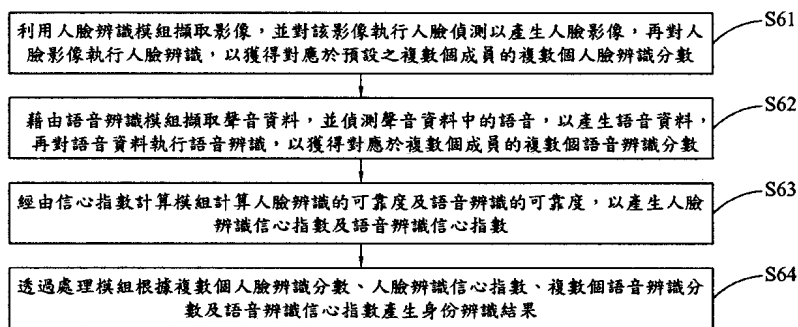 利用人臉辨識模組擷取影像，並對該影像執行人臉偵測以產生人臉影像，再對人
臉影像執行人臉辨識，以獲得對應於預設之複數個成員的複數個人臉辨識分數
S61
藉由語音辨識模組擷取聲音資料，並偵測聲音資料中的語音，以產生語音資料，
再對語音資料執行語音辨識，以獲得對應於複數個成員的複數個語音辨識分數
S62
經由信心指數計算模組計算人臉辨識的可靠度及語音辨識的可靠度，以產生人臉
辨識信心指數及語音辨識信心指數
S63
透過處理模組根據複數個人臉辨識分數、人臉辨識信心指數、複數個語音辨識分
數及語音辨識信心指數產生身份辨識結果
S64